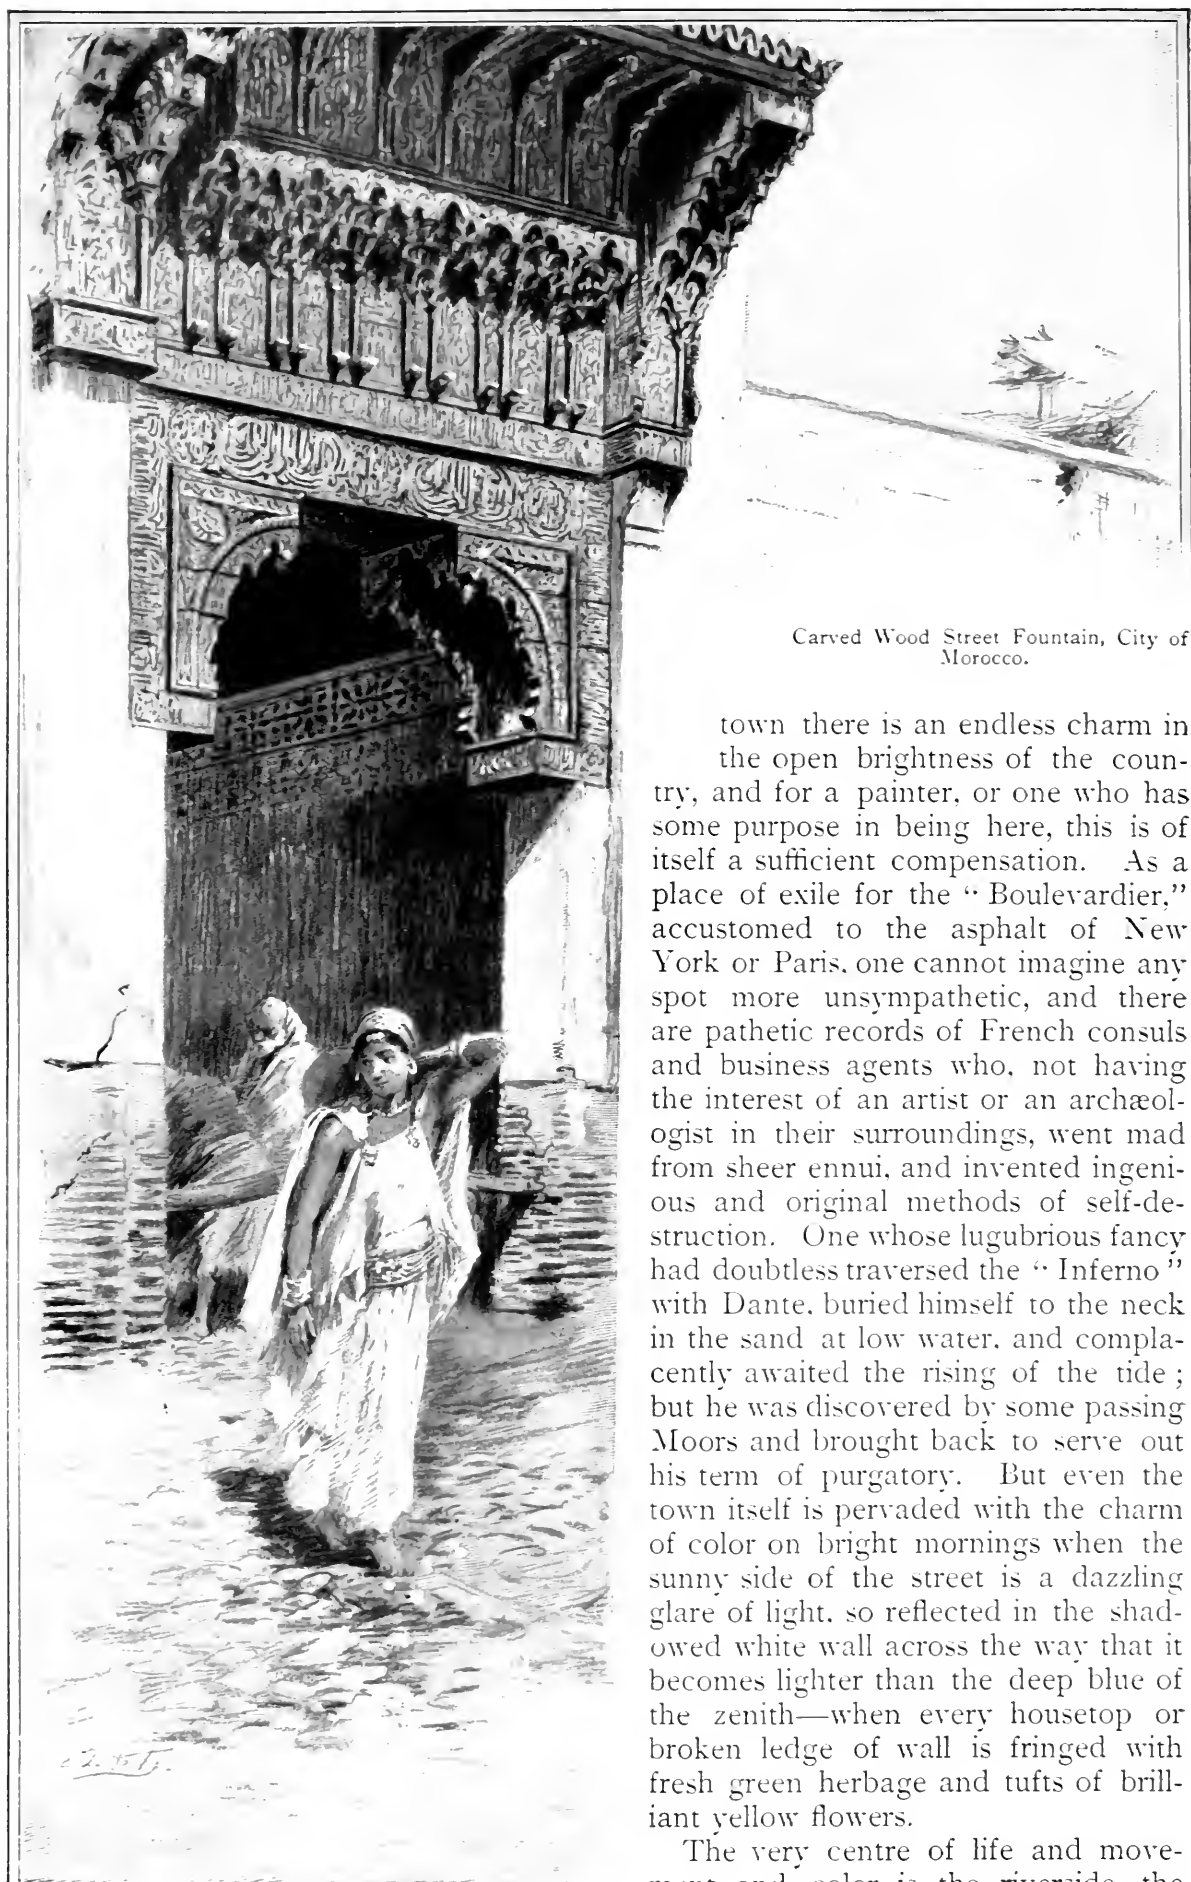 Carved Wood Street Fountain, City of
Morocco.
town there is an endless charm in
the open brightness of the coun-
try, and for a painter, or one who has
some purpose in being here, this is of
itself a sufficient compensation. As a
place of exile for the “Boulevardier,”
accustomed to the asphalt of New
York or Paris, one cannot imagine any
spot more unsympathetic, and there
are pathetic records of French consuls
and business agents who, not having
the interest of an artist or an archæol-
ogist in their surroundings, went mad
from sheer ennui, and invented ingeni-
ous and original methods of self-de-
struction. One whose lugubrious fancy
had doubtless traversed the “Inferno”
with Dante, buried himself to the neck
in the sand at low water, and compla-
cently awaited the rising of the tide;
but he was discovered by some passing
Moors and brought back to serve out
his term of purgatory. But even the
town itself is pervaded with the charm
of color on bright mornings when the
sunny side of the street is a dazzling
glare of light, so reflected in the shad-
owed white wall across the way that it
becomes lighter than the deep blue of
the zenith—when every housetop or
broken ledge of wall is fringed with
fresh green herbage and tufts of brill-
iant yellow flowers.
The very centre of life and move-
ment and color is the riverside, the